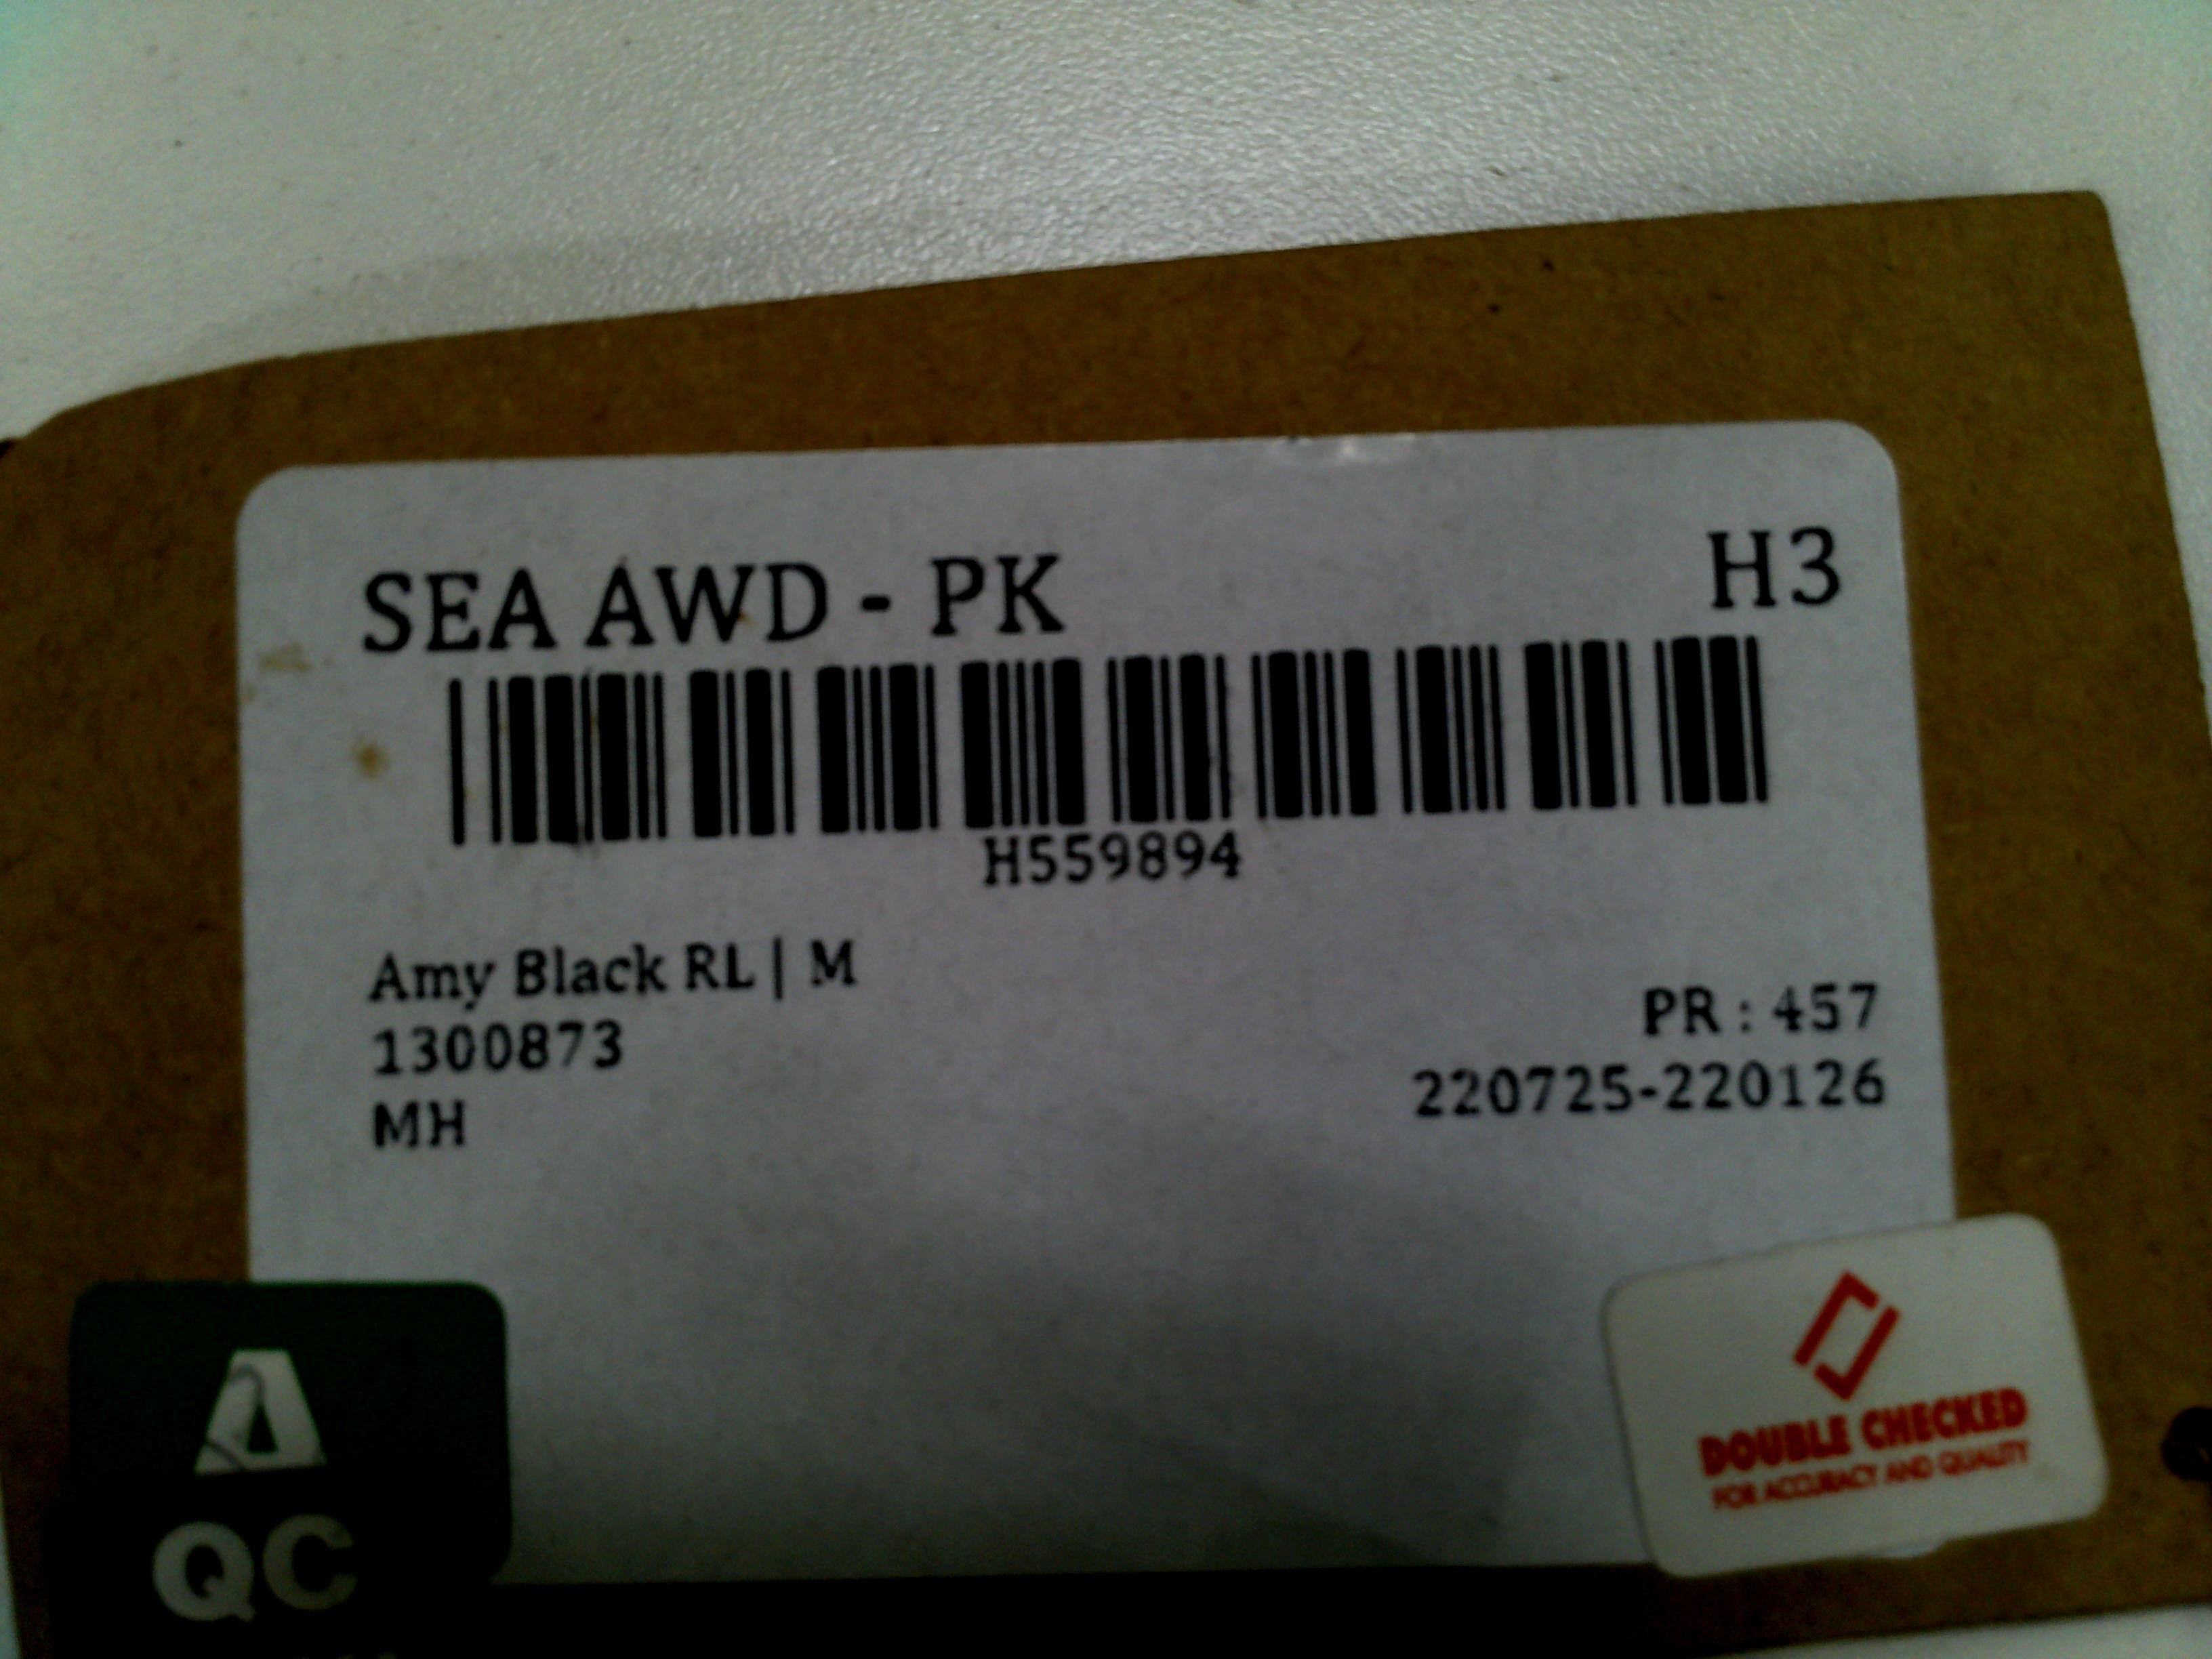 SEA AWD - PK
H3
H559894
Amy Black RL | M
1300873
MH
PR : 457
220725-220126
A
QC
DOUBLE CHECKED
FOR ACCURACY AND QUALITY